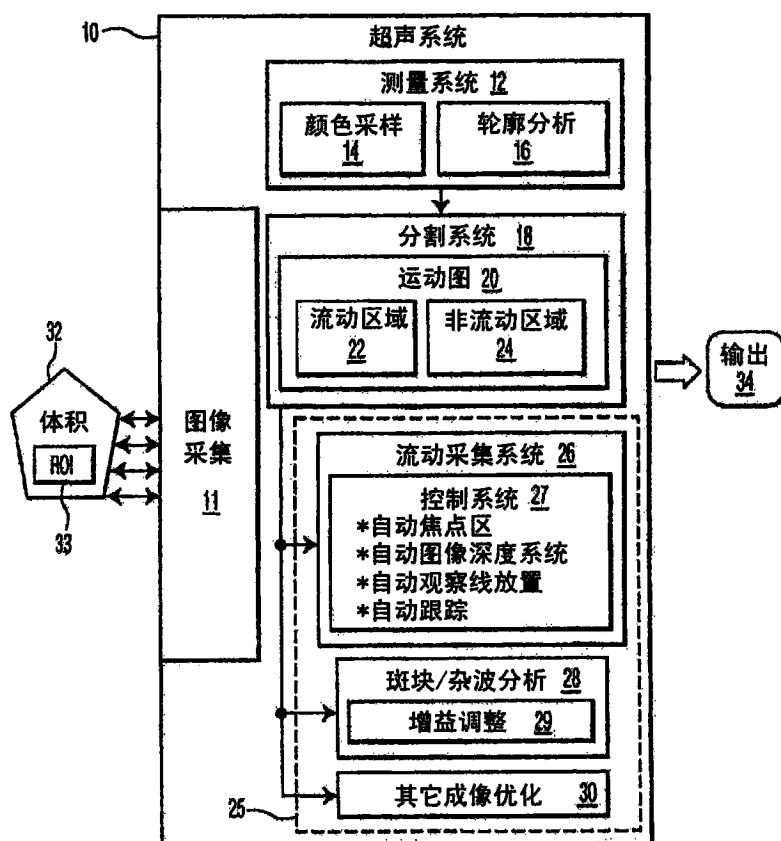 10
超声系统
测量系统 12
颜色采样
14
轮廓分析
16
分割系统 18
运动图 20
流动区域
22
非流动区域
24
输出
34
32
体积
ROI
33
图像
采集
11
流动采集系统 26
控制系统 27
*自动焦点区
*自动图像深度系统
*自动观察线放置
*自动跟踪
斑块/杂波分析 28
增益调整 29
其它成像优化 30
25